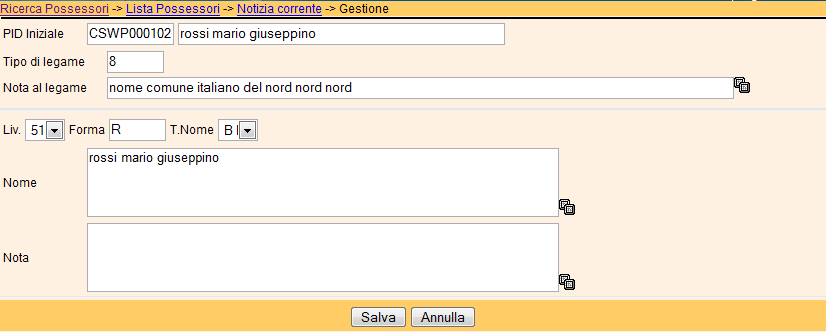 Ricerca Possessori -> Lista Possessori -> Notizia corrente -> Gestione
PID Iniziale CSWP000102 rossi mario giuseppino
Tipo di legame 8
Nota al legame nome comune italiano del nord nord nord
Liv. 51 Forma R T.Nome B
rossi mario giuseppino
Nome
Nota
Salva Annulla